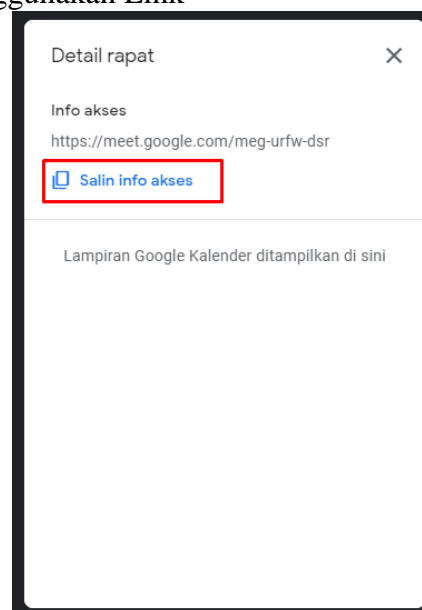 Link
Detail rapat
Info akses
https://meet.google.com/meg-urfw-dsr
Salin info akses
Lampiran Google Kalender ditampilkan di sini